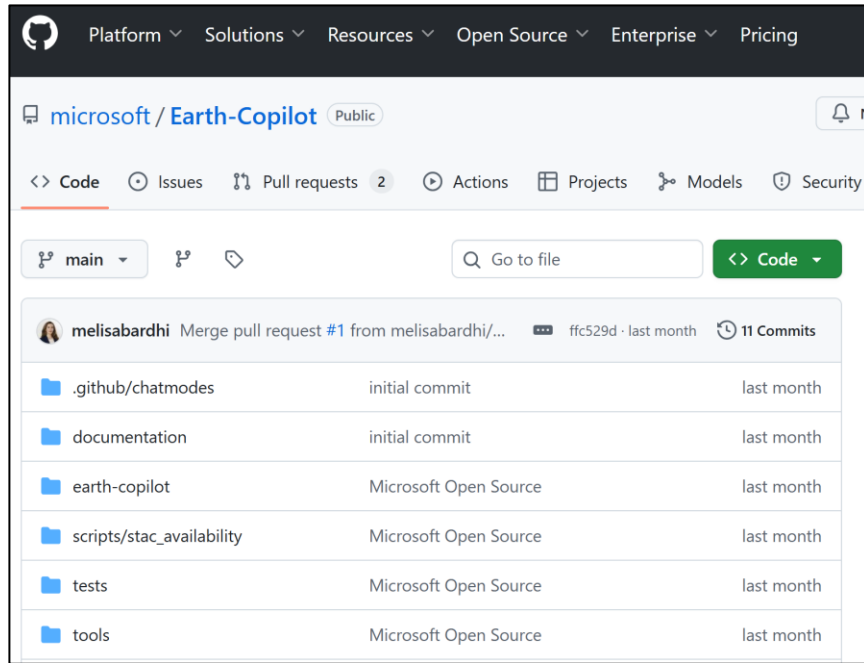 Platform Solutions Resources Open Source Enterprise Pricing
microsoft / Earth-Copilot Public
Code Issues Pull requests 2 Actions Projects Models Security
main Go to file Code
melisabardhi Merge pull request #1 from melisabardhi/... ffc529d · last month 11 Commits
.github/chatmodes initial commit last month
documentation initial commit last month
earth-copilot Microsoft Open Source last month
scripts/stac_availability Microsoft Open Source last month
tests Microsoft Open Source last month
tools Microsoft Open Source last month